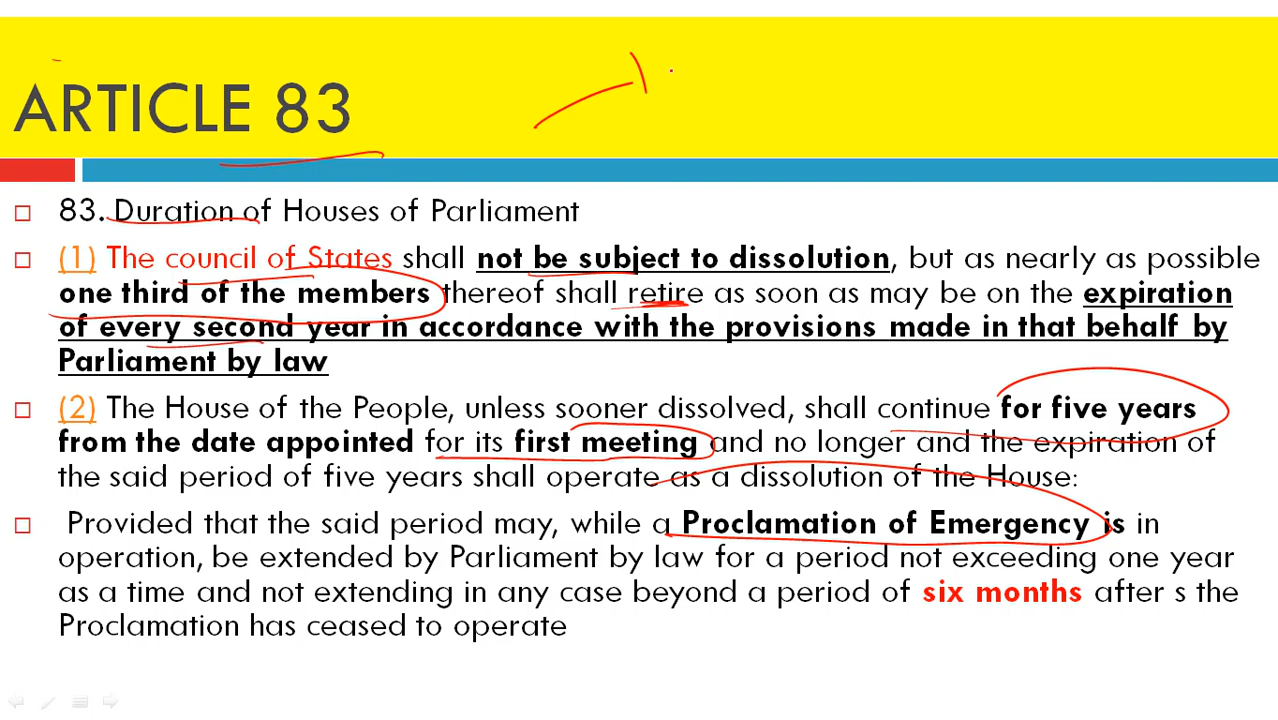 ARTICLE 83
83. Duration of Houses of Parliament
(1) The council of States shall not be subject to dissolution, but as nearly as possible
one third of the members thereof shall retire as soon as may be on the expiration
of every second year in accordance with the provisions made in that behalf by
Parliament by law
(2) The House of the People, unless sooner dissolved, shall continue for five years
from the date appointed for its first meeting and no longer and the expiration of
the said period of five years shall operate as a dissolution of the House:
Provided that the said period may, while a Proclamation of Emergency is in
operation, be extended by Parliament by law for a period not exceeding one year
as a time and not extending in any case beyond a period of six months after s the
Proclamation has ceased to operate